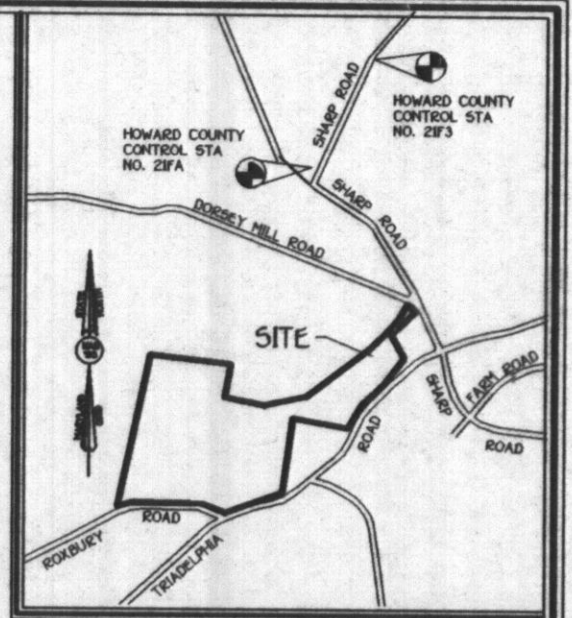 HOWARD COUNTY
CONTROL STA
NO. 21F3
SHARP ROAD
HOWARD COUNTY
CONTROL STA
NO. 21FA
SHARP ROAD
DORSEY MILL ROAD
SITE
SHARP
ROAD
FARM ROAD
ROAD
ROAD
ROXBURY
TRIADELPHIA